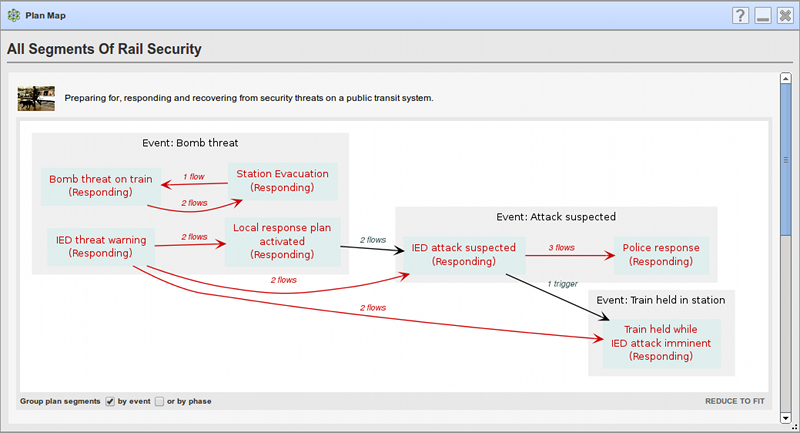 Plan Map
?
All Segments Of Rail Security
Preparing for, responding and recovering from security threats on a public transit system.
Event: Bomb threat
Bomb threat on train
(Responding)
1 flow
2 flows
Station Evacuation
(Responding)
IED threat warning
(Responding)
2 flows
Local response plan
activated
(Responding)
2 flows
Event: Attack suspected
IED attack suspected
(Responding)
3 flows
Police response
(Responding)
2 flows
1 trigger
2 flows
Event: Train held in station
Train held while
IED attack imminent
(Responding)
Group plan segments by event or by phase
REDUCE TO FIT